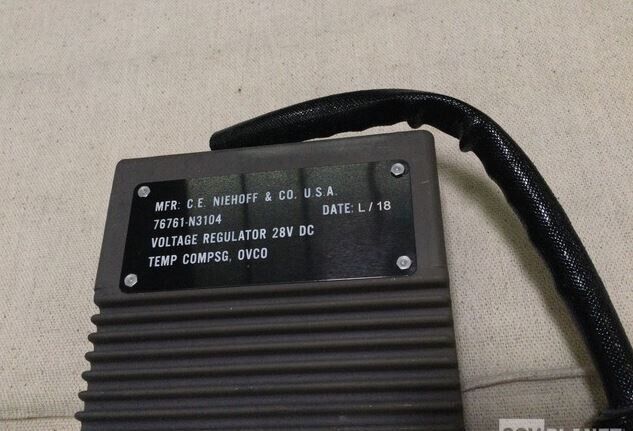 MFR: C.E. NIEHOFF & CO. U.S.A.
76761-N3104 DATE: L / 18
VOLTAGE REGULATOR 28V DC
TEMP COMPSG, OVCO